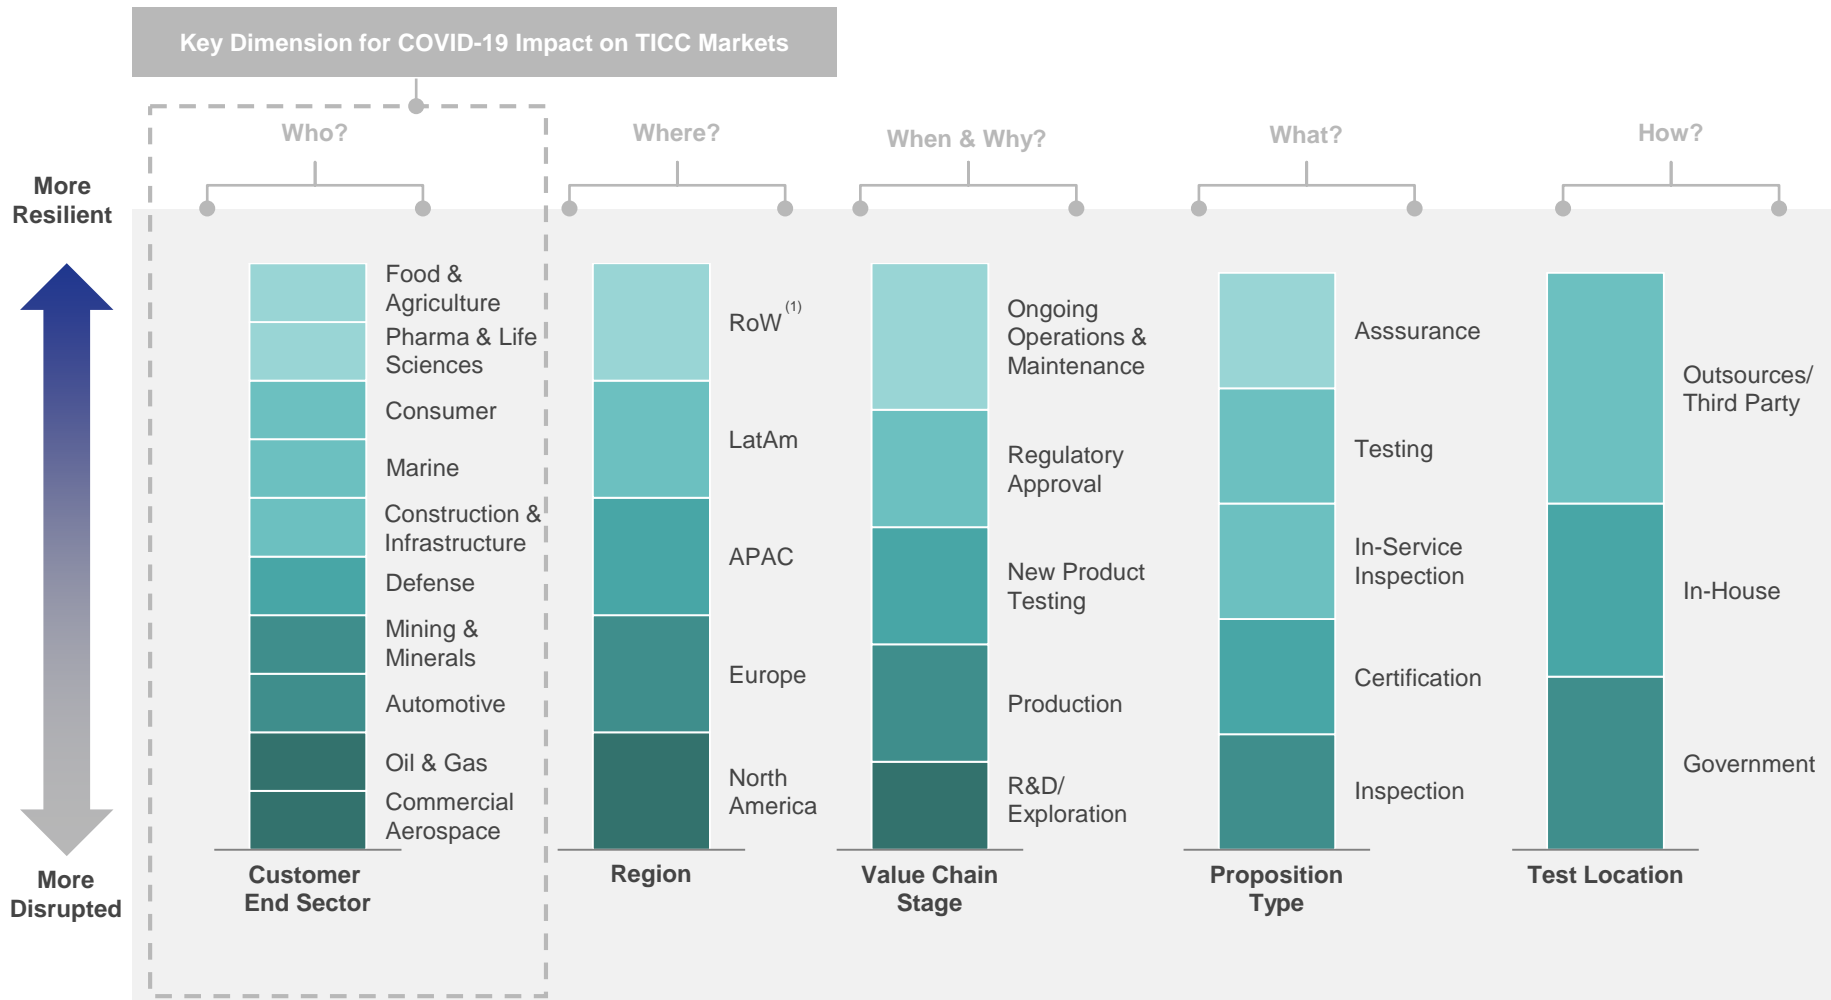 Key Dimension for COVID-19 Impact on TICC Markets
Who?
Where?
When & Why?
What?
How?
More
Resilient
More
Disrupted
Food &
Agriculture
Pharma & Life
Sciences
Consumer
Marine
Construction &
Infrastructure
Defense
Mining &
Minerals
Automotive
Oil & Gas
Commercial
Aerospace
Customer
End Sector
RoW (1)
LatAm
APAC
Europe
North
America
Region
Ongoing
Operations &
Maintenance
Regulatory
Approval
New Product
Testing
Production
R&D/
Exploration
Value Chain
Stage
Asssurance
Testing
In-Service
Inspection
Certification
Inspection
Proposition
Type
Outsources/
Third Party
In-House
Government
Test Location